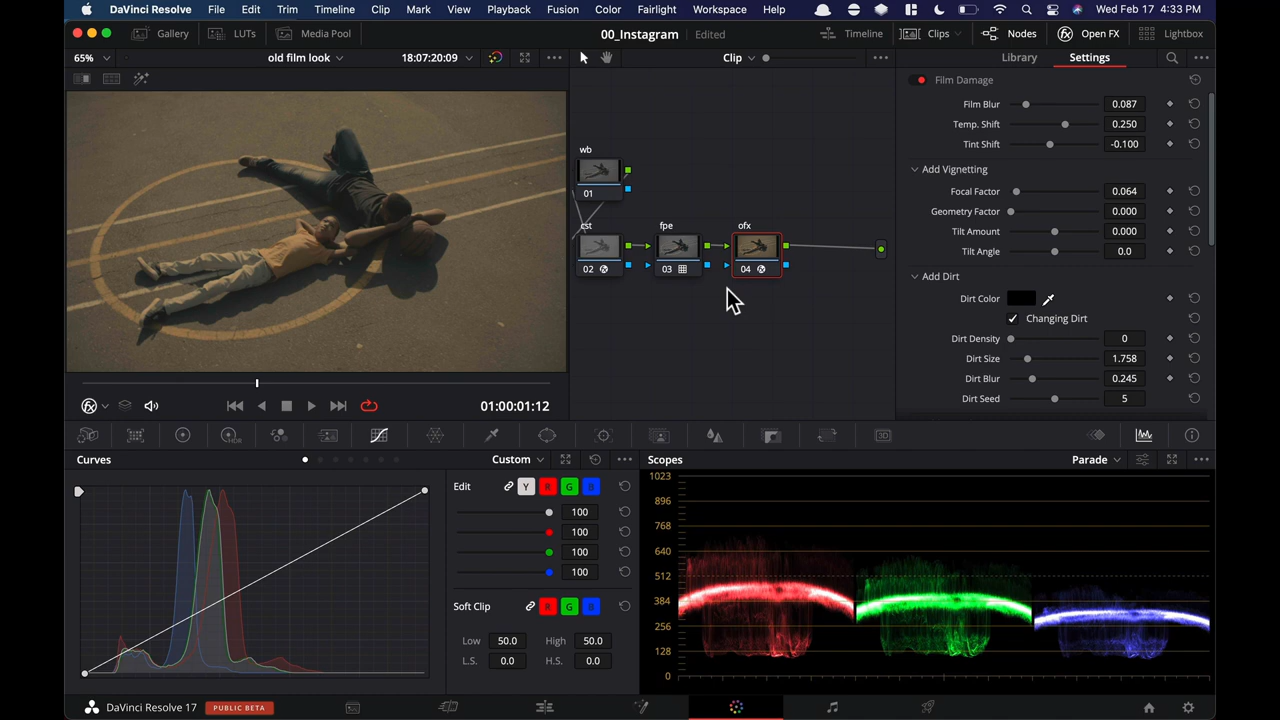 DaVinci Resolve File Edit Trim Timeline Clip Mark View Playback Fusion Color Fairlight Workspace Help Wed Feb 17 4:33 PM
Gallery LUTs Media Pool 00_Instagram Edited Timeline Clips Nodes Open FX Lightbox
65% old film look 18:07:20:09 Clip Library Settings
Film Damage
Film Blur 0.087
Temp. Shift 0.250
Tint Shift -0.100
Add Vignetting
Focal Factor 0.064
Geometry Factor 0.000
Tilt Amount 0.000
Tilt Angle 0.0
Add Dirt
Dirt Color
Changing Dirt
Dirt Density 0
Dirt Size 1.758
Dirt Blur 0.245
Dirt Seed 5
wb
01
cst fpe ofx
02 03 04
01:00:01:12
Curves Custom
Edit Y R G B
100
100
100
100
Soft Clip R G B
Low 50.0 High 50.0
L.S. 0.0 H.S. 0.0
Scopes Parade
1023
896
768
640
512
384
256
128
0
DaVinci Resolve 17 PUBLIC BETA
3D
HDR